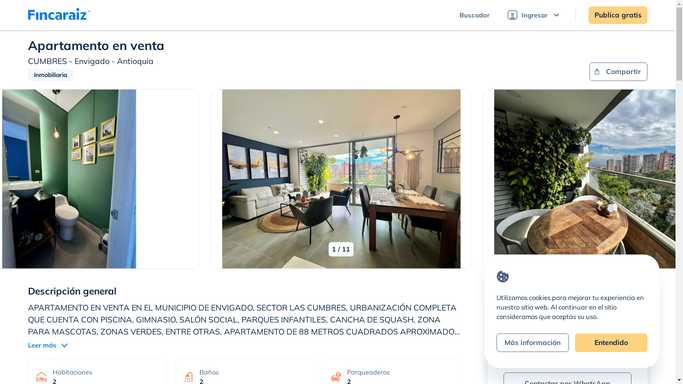 Fincaraiz
Buscador
Ingresar
Publica gratis
Apartamento en venta
CUMBRES - Envigado - Antioquia
Inmobiliaria
Compartir
1 / 11
Descripción general
APARTAMENTO EN VENTA EN EL MUNICIPIO DE ENVIGADO, SECTOR LAS CUMBRES, URBANIZACIÓN COMPLETA
QUE CUENTA CON PISCINA, GIMNASIO, SALÓN SOCIAL, PARQUES INFANTILES, CANCHA DE SQUASH, ZONA
PARA MASCOTAS, ZONAS VERDES, ENTRE OTRAS, APARTAMENTO DE 88 METROS CUADRADOS APROXIMADO...
Leer más
Habitaciones
2
Baños
2
Parqueaderos
2
Utilizamos cookies para mejorar tu experiencia en
nuestro sitio web. Al continuar en el sitio
consideramos que aceptas su uso.
Más información
Entendido
Contactar por WhatsApp